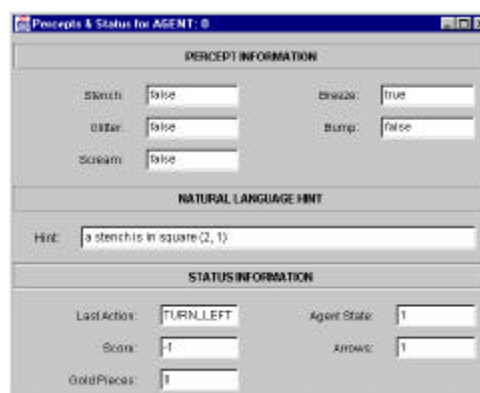 Percepts & Status for AGENT: 0
PERCEPT INFORMATION
Stench: false Breeze: true
Glitter: false Bump: false
Scream: false
NATURAL LANGUAGE HINT
Hint: a stench is in square (2, 1)
STATUS INFORMATION
Last Action: TURN_LEFT Agent State: 1
Score: -1 Arrows: 1
Gold Pieces: